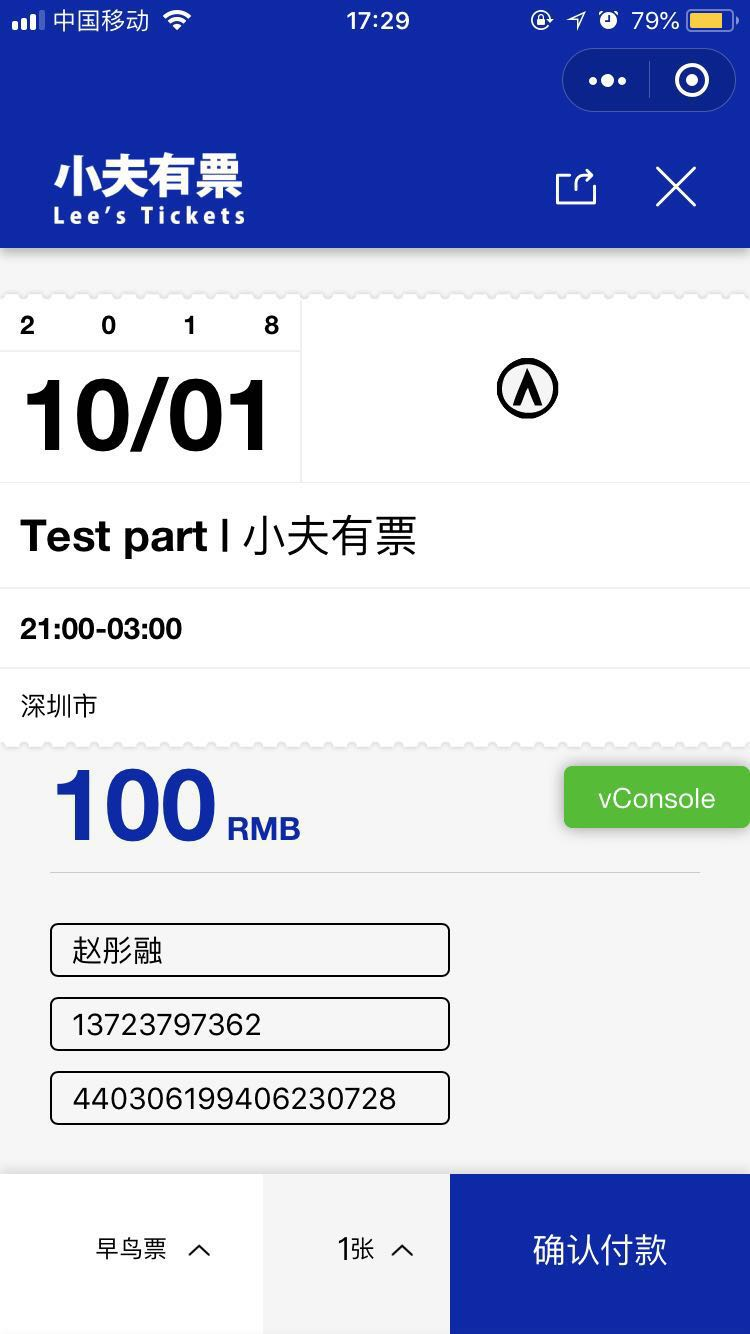 中国移动 17:29 79%
小夫有票
Lee's Tickets
2 0 1 8
10/01
Test part | 小夫有票
21:00-03:00
深圳市
100 RMB
vConsole
赵彤融
13723797362
440306199406230728
早鸟票 1张 确认付款